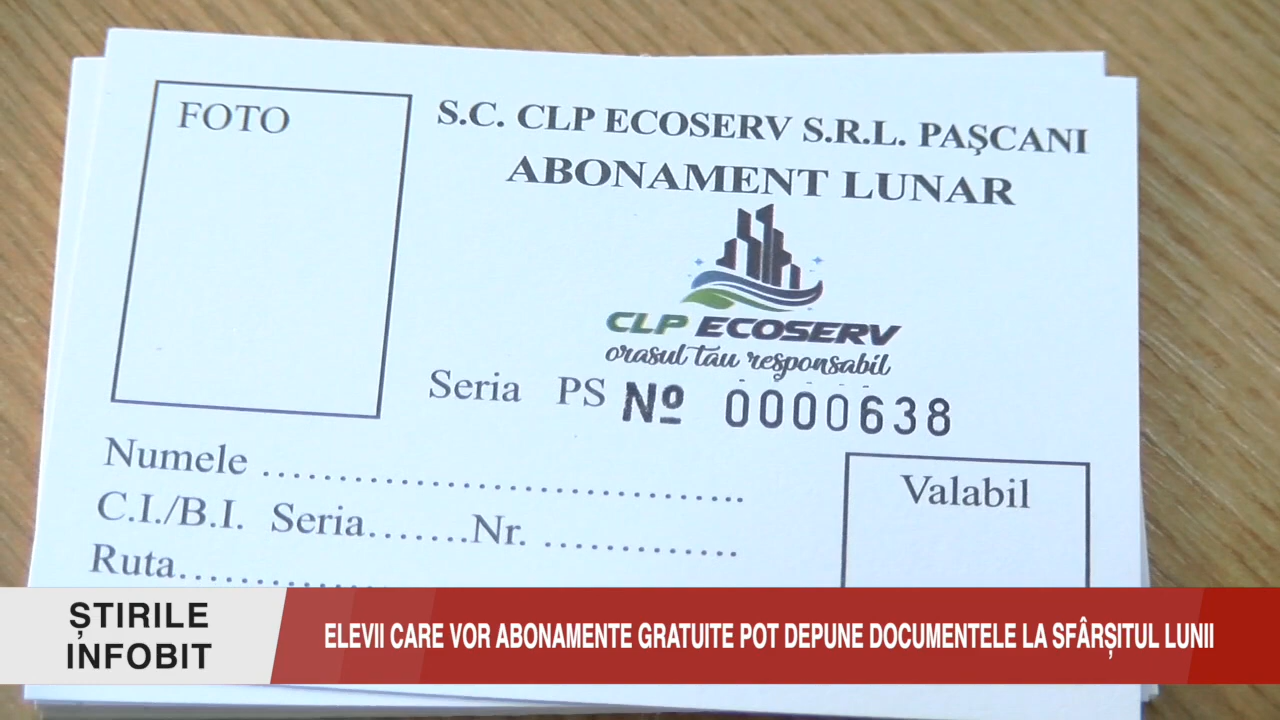 FOTO
S.C. CLP ECOSERV S.R.L. PAŞCANI
ABONAMENT LUNAR
CLP ECOSERV
orasul tau responsabil
Seria PS Nº 0000638
Numele ..................................
C.I./B.I. Seria.......Nr. .............
Valabil
Ruta..................
ȘTIRILE
INFOBIT
ELEVII CARE VOR ABONAMENTE GRATUITE POT DEPUNE DOCUMENTELE LA SFÂRȘITUL LUNII